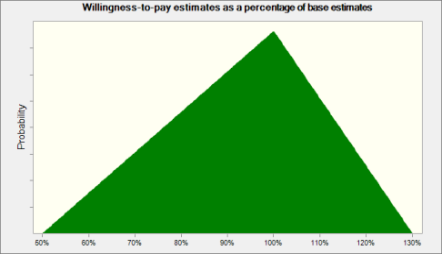 Willingness-to-pay estimates as a percentage of base estimates
Probability
50% 60% 70% 80% 90% 100% 110% 120% 130%